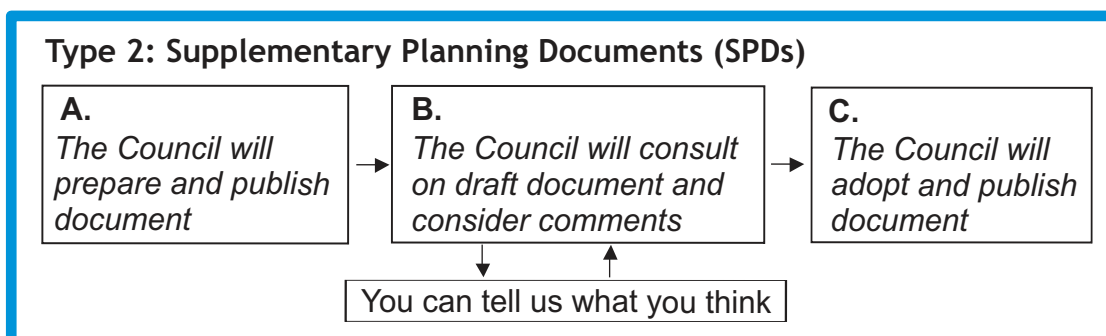 Type 2: Supplementary Planning Documents (SPDs)
A.
The Council will
prepare and publish
document
B.
The Council will consult
on draft document and
consider comments
C.
The Council will
adopt and publish
document
You can tell us what you think